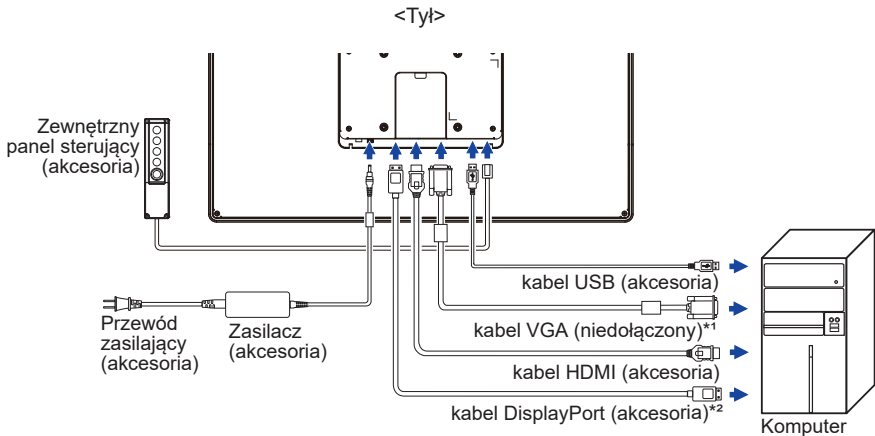 <Tył>
Zewnętrzny
panel sterujący
(akcesoria)
kabel USB (akcesoria)
Przewód
zasilający
(akcesoria)
Zasilacz
(akcesoria)
kabel VGA (niedołączony)*1
kabel HDMI (akcesoria)
kabel DisplayPort (akcesoria)*2
Komputer